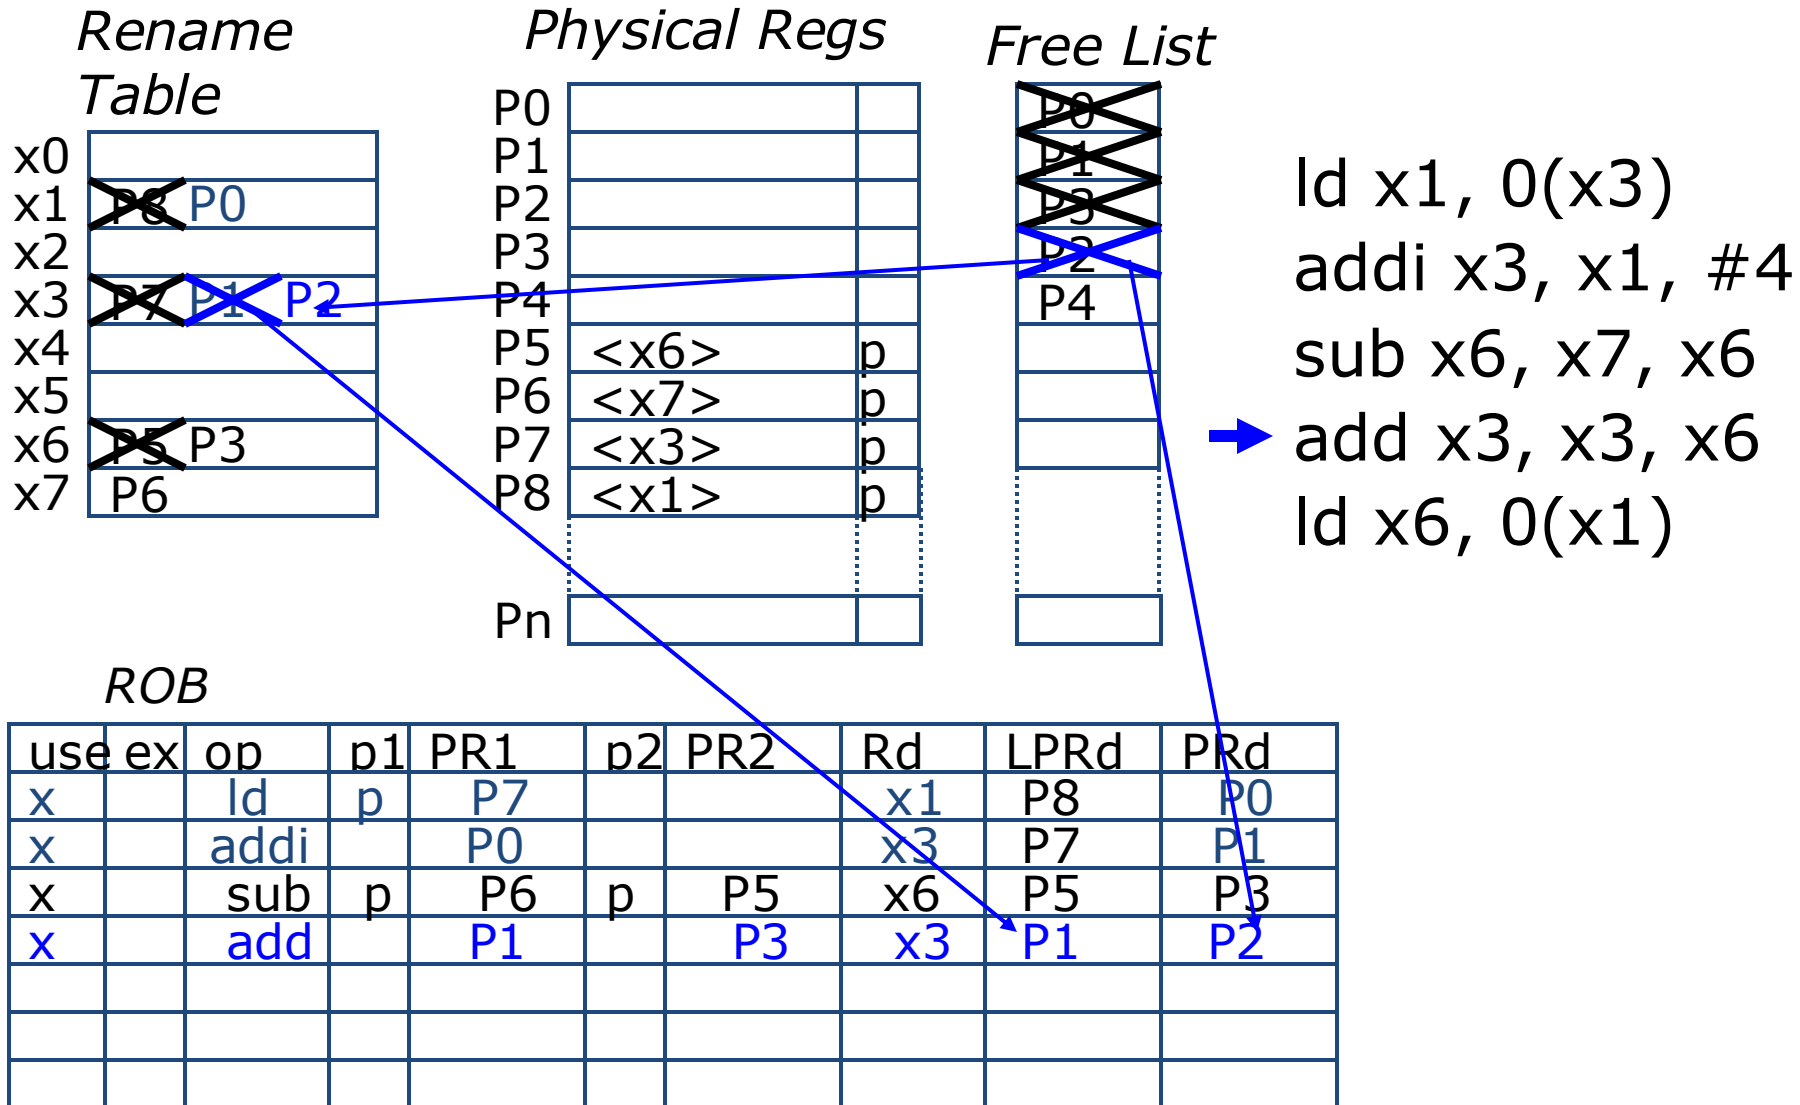 Rename
Table
x0
x1 P8 P0
x2
x3 P7 P1 P2
x4
x5
x6 P5 P3
x7 P6
Physical Regs
P0
P1
P2
P3
P4
P5 <x6> p
P6 <x7> p
P7 <x3> p
P8 <x1> p
Pn
Free List
P0
P1
P3
P2
P4
ld x1, 0(x3)
addi x3, x1, #4
sub x6, x7, x6
add x3, x3, x6
ld x6, 0(x1)
ROB
use ex op p1 PR1 p2 PR2 Rd LPRd PRd
x ld p P7 x1 P8 P0
x addi P0 x3 P7 P1
x sub p P6 p P5 x6 P5 P3
x add P1 P3 x3 P1 P2